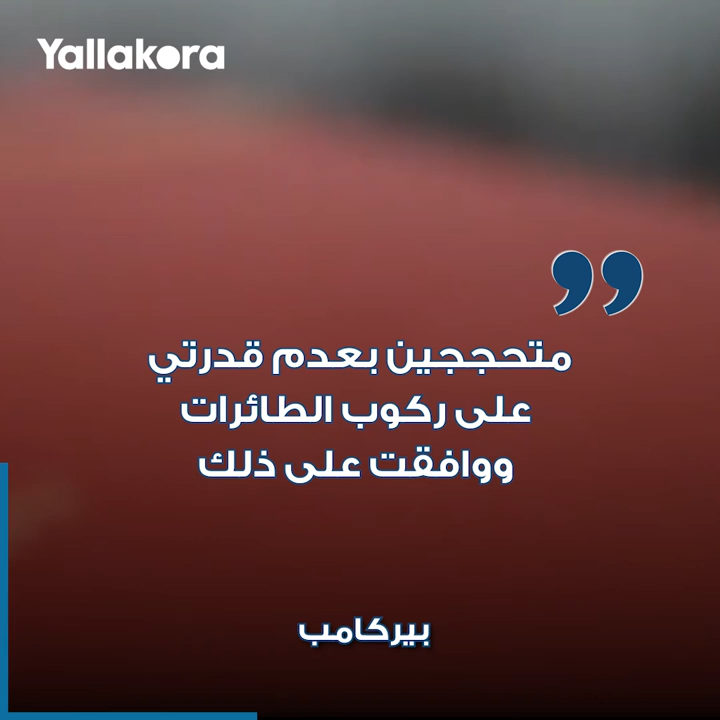 Yallakora
متحججين بعدم قدرتي
على ركوب الطائرات
ووافقت على ذلك
بيركامب